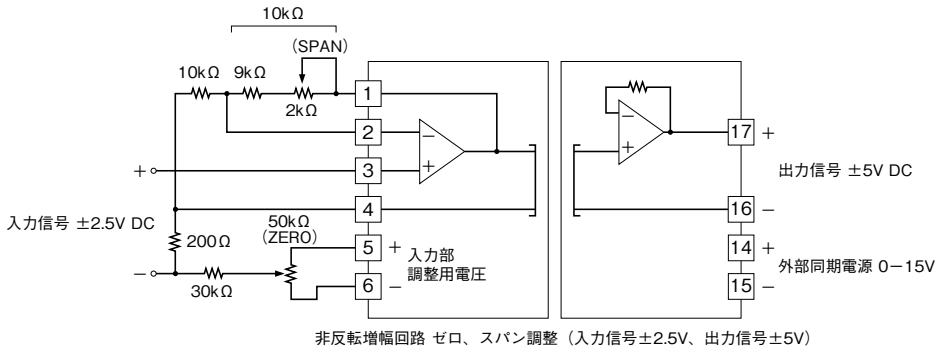 10kΩ
(SPAN)
10kΩ 9kΩ
2kΩ
1
2
3
4
5
6
−
+
+
入力信号 ±2.5V DC
−
200Ω
30kΩ
50kΩ
(ZERO)
+
−
入力部
調整用電圧
−
+
17 +
出力信号 ±5V DC
16 −
14 +
外部同期電源 0−15V
15 −
非反転増幅回路 ゼロ、スパン調整（入力信号±2.5V、出力信号±5V）